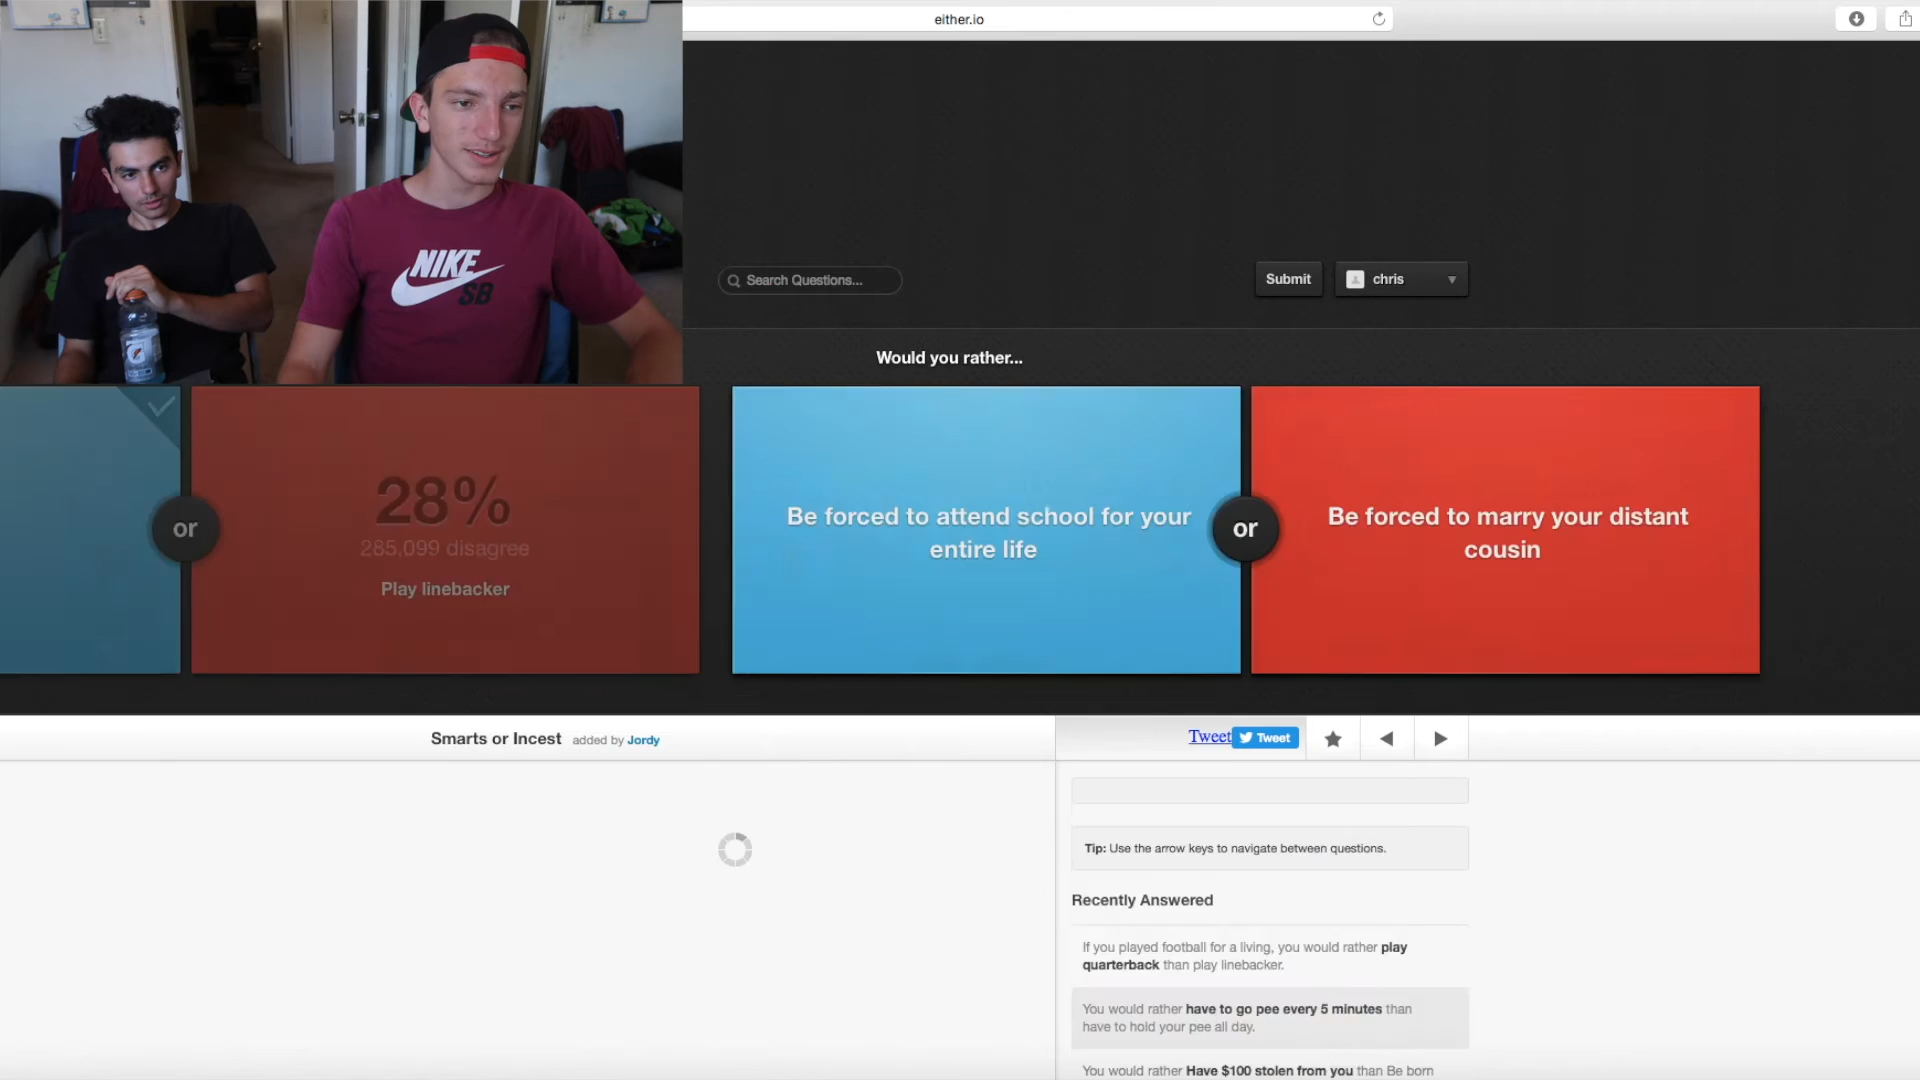 either.io
NIKE
SB
G
Search Questions...
Submit
chris
Would you rather...
or
28%
285,099 disagree
Play linebacker
Be forced to attend school for your
entire life
or
Be forced to marry your distant
cousin
Smarts or Incest added by Jordy
Tweet Tweet
Tip: Use the arrow keys to navigate between questions.
Recently Answered
If you played football for a living, you would rather play
quarterback than play linebacker.
You would rather have to go pee every 5 minutes than
have to hold your pee all day.
You would rather Have $100 stolen from you than Be born